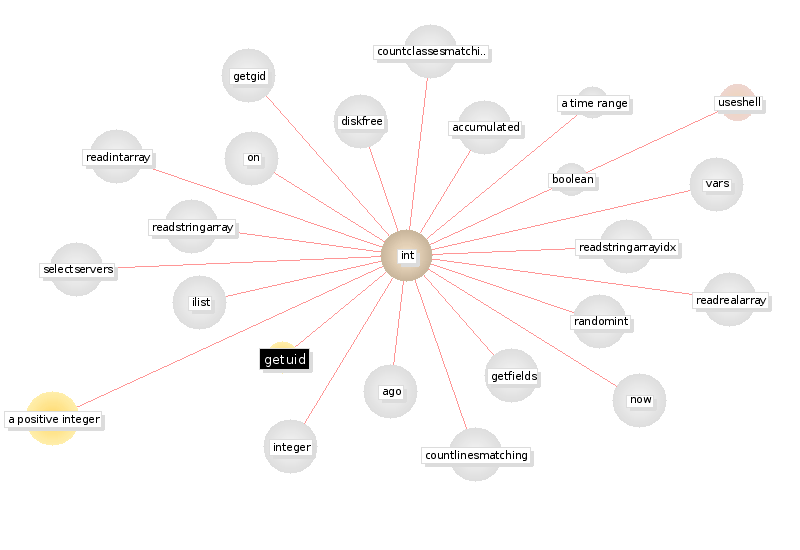 countclassesmatchi..
getgid
a time range
useshell
diskfree
accumulated
readintarray
on
boolean
vars
readstringarray
readstringarrayidx
int
selectservers
ilist
readrealarray
randomint
getuid
getfields
ago
now
a positive integer
integer
countlinesmatching